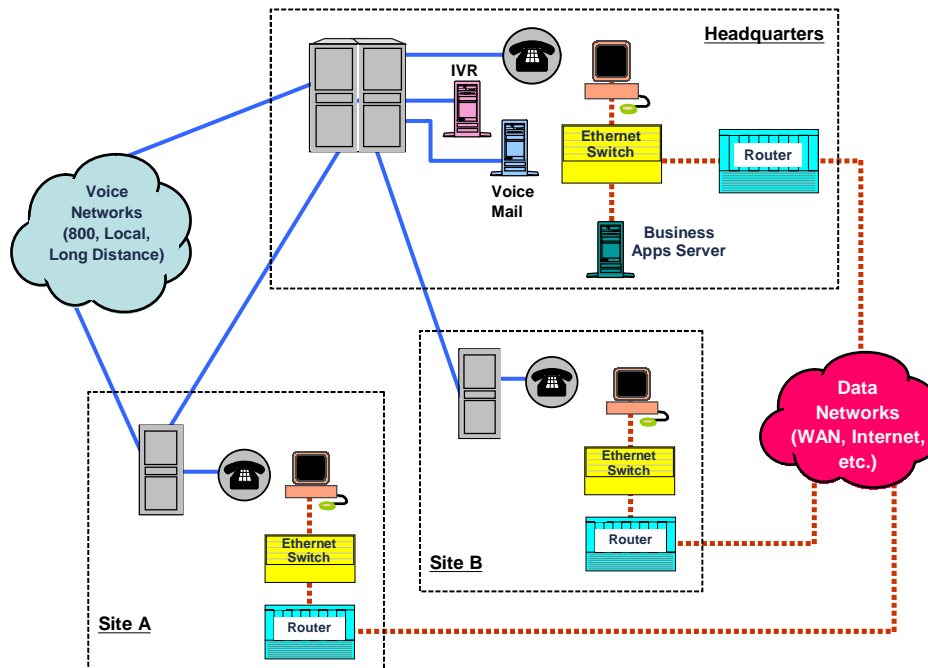 Headquarters
IVR
Voice
Mail
Ethernet
Switch
Router
Business
Apps Server
Voice
Networks
(800, Local,
Long Distance)
Data
Networks
(WAN, Internet,
etc.)
Ethernet
Switch
Router
Site B
Ethernet
Switch
Router
Site A